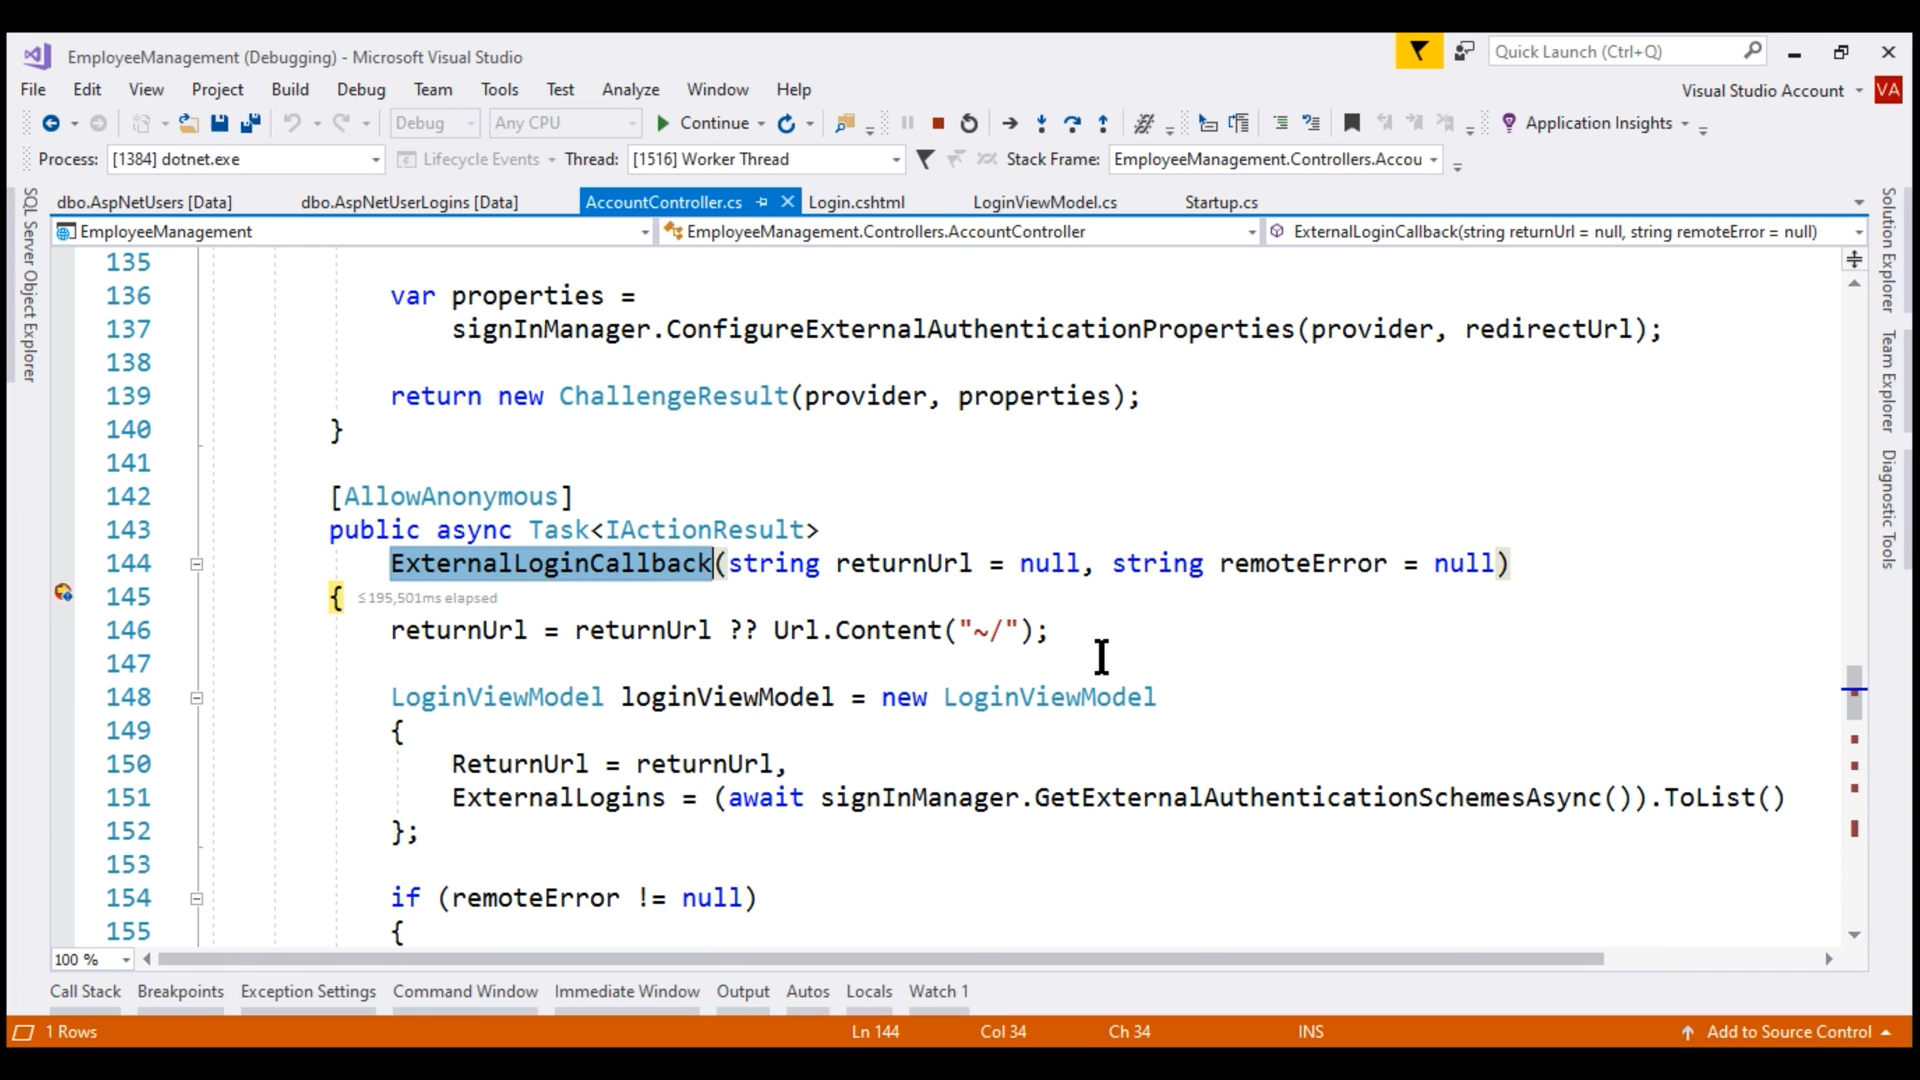 EmployeeManagement (Debugging) - Microsoft Visual Studio
Quick Launch (Ctrl+Q)
File Edit View Project Build Debug Team Tools Test Analyze Window Help
Visual Studio Account VA
Debug Any CPU Continue Application Insights
Process: [1384] dotnet.exe Lifecycle Events Thread: [1516] Worker Thread Stack Frame: EmployeeManagement.Controllers.Accou
dbo.AspNetUsers [Data] dbo.AspNetUserLogins [Data] AccountController.cs Login.cshtml LoginViewModel.cs Startup.cs
EmployeeManagement EmployeeManagement.Controllers.AccountController ExternalLoginCallback(string returnUrl = null, string remoteError = null)
SQL Server Object Explorer
Solution Explorer
Team Explorer
Diagnostic Tools
135
136 var properties =
137 signInManager.ConfigureExternalAuthenticationProperties(provider, redirectUrl);
138
139 return new ChallengeResult(provider, properties);
140 }
141
142 [AllowAnonymous]
143 public async Task<IActionResult>
144 ExternalLoginCallback(string returnUrl = null, string remoteError = null)
145 { ≤195,501ms elapsed
146 returnUrl = returnUrl ?? Url.Content("~/");
147
148 LoginViewModel loginViewModel = new LoginViewModel
149 {
150 ReturnUrl = returnUrl,
151 ExternalLogins = (await signInManager.GetExternalAuthenticationSchemesAsync()).ToList()
152 };
153
154 if (remoteError != null)
155 {
100 %
Call Stack Breakpoints Exception Settings Command Window Immediate Window Output Autos Locals Watch 1
1 Rows Ln 144 Col 34 Ch 34 INS Add to Source Control